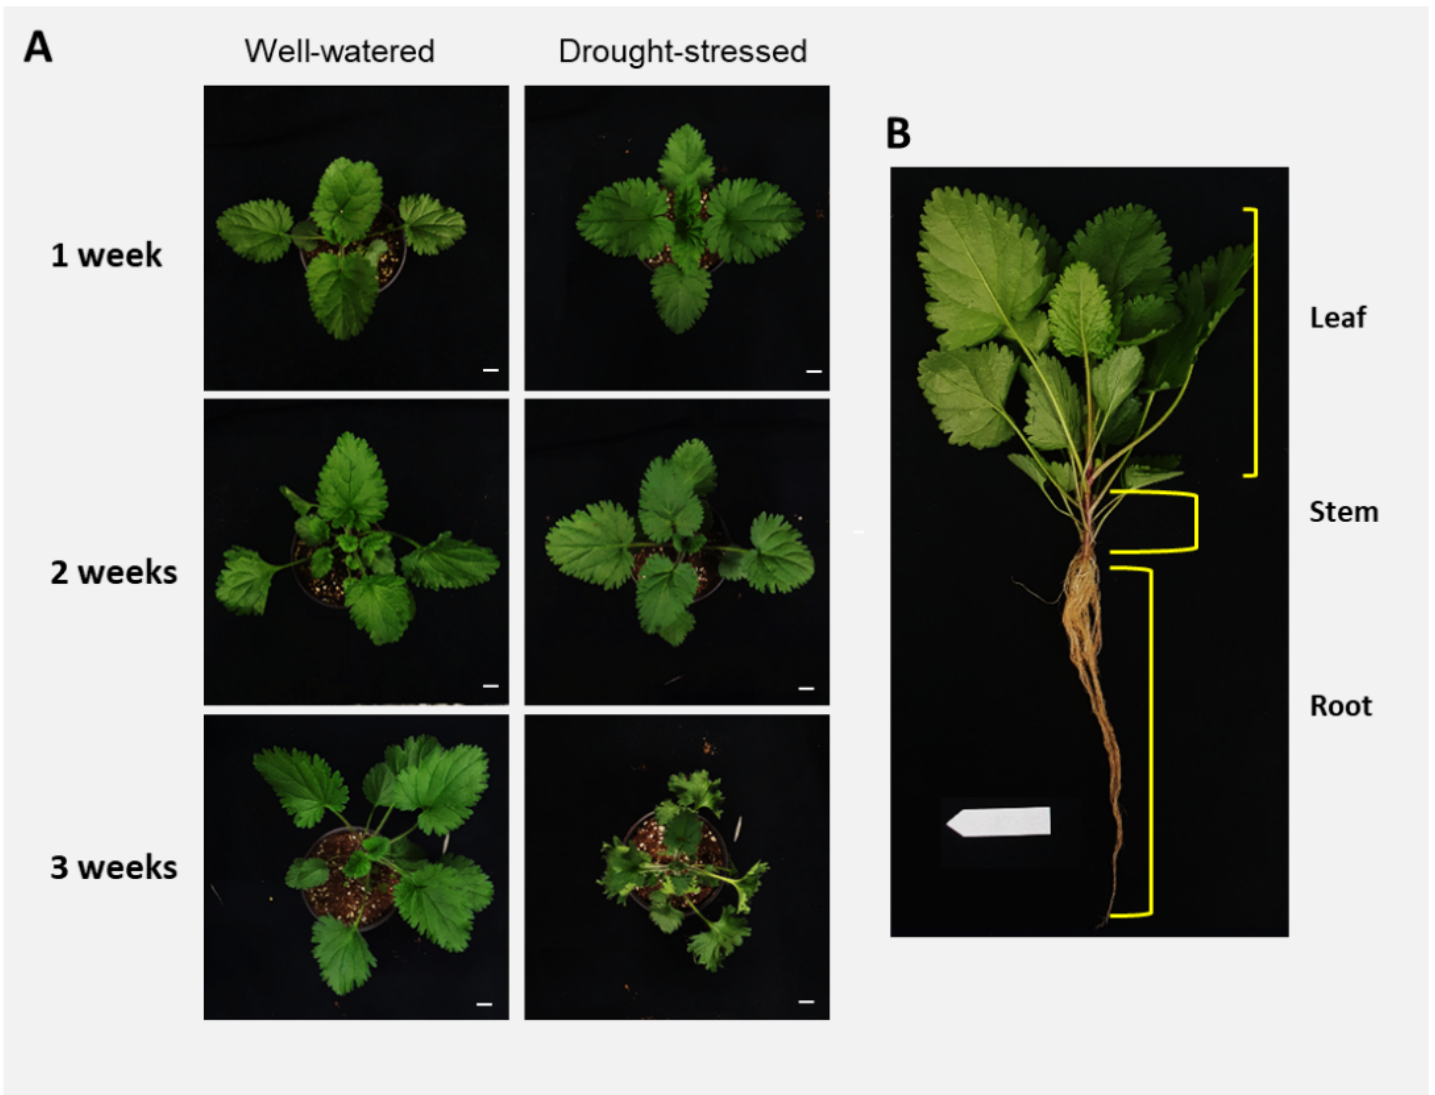 A
Well-watered
Drought-stressed
1 week
2 weeks
3 weeks
B
Leaf
Stem
Root